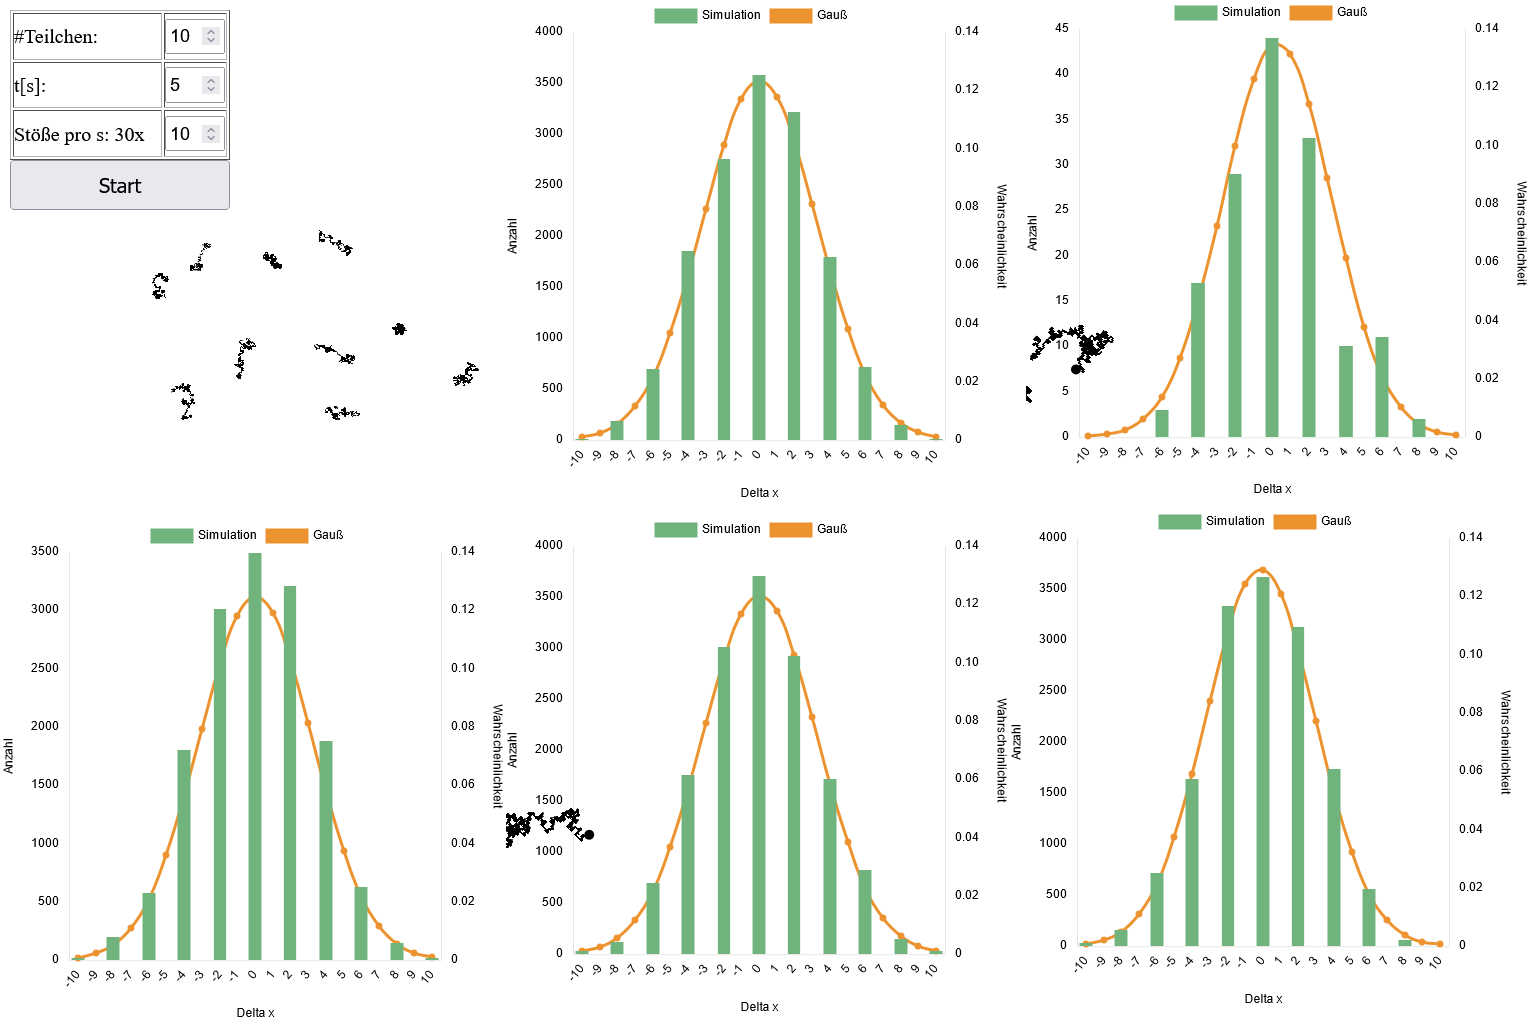 #Teilchen: 10
t[s]: 5
Stöße pro s: 30x 10
Start
Simulation Gauß
4000 3500 3000 2500 2000 1500 1000 500 0
Anzahl
0.14 0.12 0.10 0.08 0.06 0.04 0.02 0
Wahrscheinlichkeit
-10 -9 -8 -7 -6 -5 -4 -3 -2 -1 0 1 2 3 4 5 6 7 8 9 10
Delta x
Simulation Gauß
45 40 35 30 25 20 15 10 5 0
Anzahl
0.14 0.12 0.10 0.08 0.06 0.04 0.02 0
Wahrscheinlichkeit
-10 -9 -8 -7 -6 -5 -4 -3 -2 -1 0 1 2 3 4 5 6 7 8 9 10
Delta x
Simulation Gauß
3500 3000 2500 2000 1500 1000 500 0
Anzahl
0.14 0.12 0.10 0.08 0.06 0.04 0.02 0
Wahrscheinlichkeit
-10 -9 -8 -7 -6 -5 -4 -3 -2 -1 0 1 2 3 4 5 6 7 8 9 10
Delta x
Simulation Gauß
4000 3500 3000 2500 2000 1500 1000 500 0
Anzahl
0.14 0.12 0.10 0.08 0.06 0.04 0.02 0
Wahrscheinlichkeit
-10 -9 -8 -7 -6 -5 -4 -3 -2 -1 0 1 2 3 4 5 6 7 8 9 10
Delta x
Simulation Gauß
4000 3500 3000 2500 2000 1500 1000 500 0
Anzahl
0.14 0.12 0.10 0.08 0.06 0.04 0.02 0
Wahrscheinlichkeit
-10 -9 -8 -7 -6 -5 -4 -3 -2 -1 0 1 2 3 4 5 6 7 8 9 10
Delta x